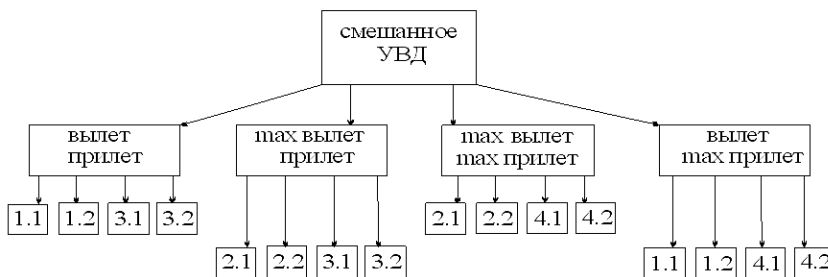 смешанное
УВД
вылет
прилет
max вылет
прилет
max вылет
max прилет
вылет
max прилет
1.1 1.2 3.1 3.2
2.1 2.2 3.1 3.2
2.1 2.2 4.1 4.2
1.1 1.2 4.1 4.2